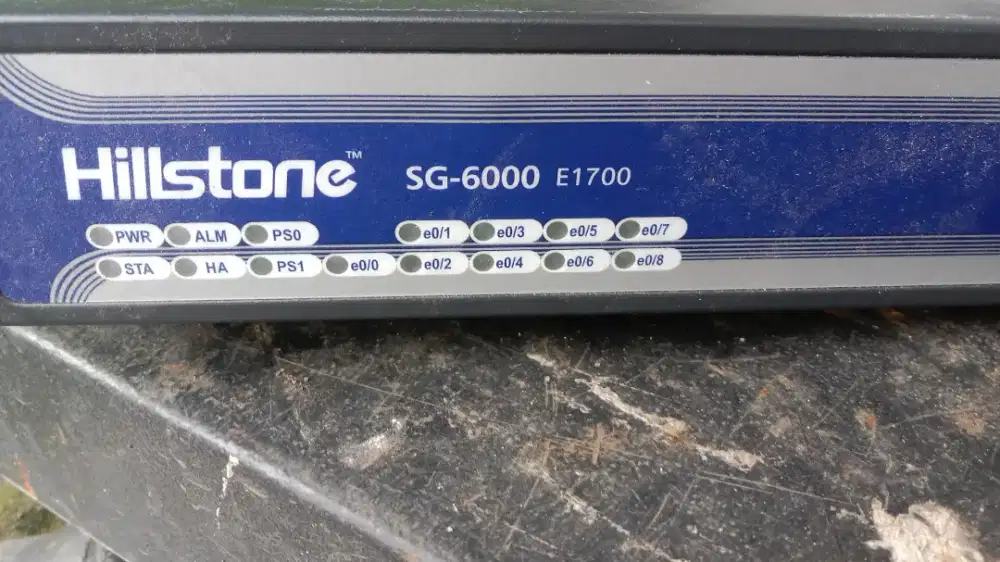 Hillstone™ SG-6000 E1700
PWR ALM PS0 e0/1 e0/3 e0/5 e0/7
STA HA PS1 e0/0 e0/2 e0/4 e0/6 e0/8